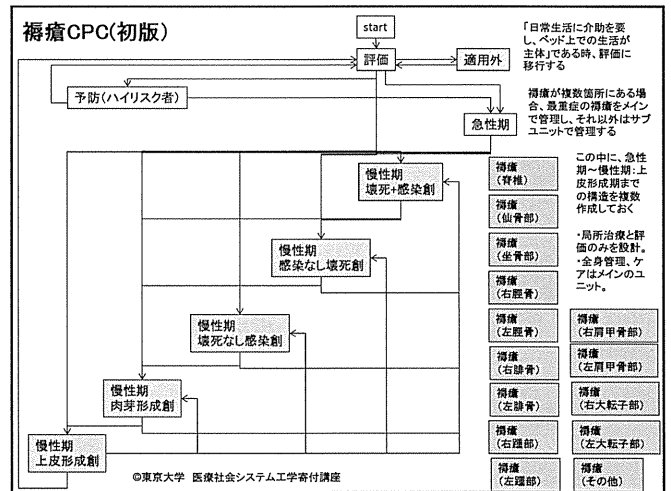 褥瘡CPC(初版)
start
評価
適用外
「日常生活に介助を要
し、ベッド上での生活が
主体」である時、評価に
移行する
予防(ハイリスク者)
急性期
褥瘡が複数箇所にある場
合、最重症の褥瘡をメイン
で管理し、それ以外はサブ
ユニットで管理する
慢性期
壊死+感染創
慢性期
感染なし壊死創
慢性期
壊死なし感染創
慢性期
肉芽形成創
慢性期
上皮形成創
褥瘡
(脊椎)
褥瘡
(仙骨部)
褥瘡
(坐骨部)
褥瘡
(右脛骨)
褥瘡
(左脛骨)
褥瘡
(右腓骨)
褥瘡
(左腓骨)
褥瘡
(右踵部)
褥瘡
(左踵部)
この中に、急性
期~慢性期:上
皮形成期まで
の構造を複数
作成しておく
・局所治療と評
価のみを設計。
・全身管理、ケ
アはメインのユ
ニット。
褥瘡
(右肩甲骨部)
褥瘡
(左肩甲骨部)
褥瘡
(右大転子部)
褥瘡
(左大転子部)
褥瘡
(その他)
©東京大学 医療社会システム工学寄付講座